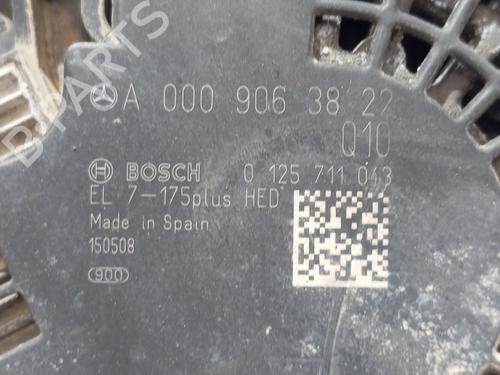 A 000 906 38 22
Q10
BOSCH 0 125 711 043
EL 7-175plus HED
Made in Spain
150508
900
B PARTS